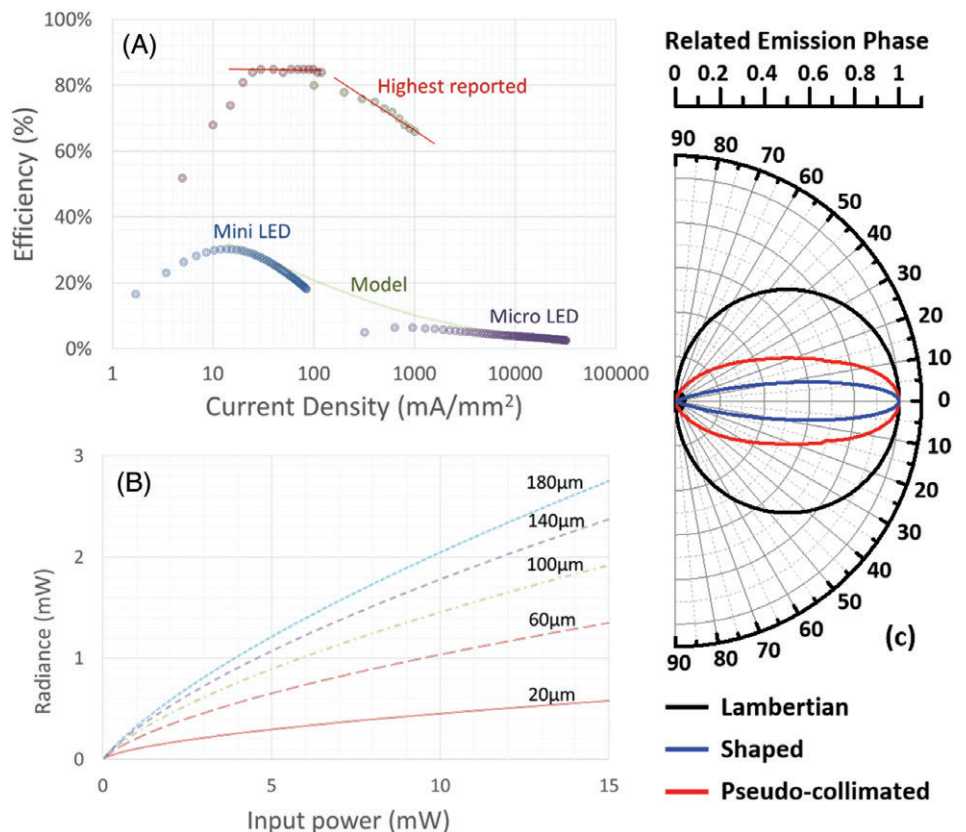 (A)
Efficiency (%)
100%
80%
60%
40%
20%
0%
Highest reported
Mini LED
Model
Micro LED
1 10 100 1000 10000 100000
Current Density (mA/mm²)
(B)
Radiance (mW)
3
2
1
0
180μm
140μm
100μm
60μm
20μm
0 5 10 15
Input power (mW)
Related Emission Phase
0 0.2 0.4 0.6 0.8 1
90
80
70
60
50
40
30
20
10
0
10
20
30
40
50
60
70
80
90
(c)
Lambertian
Shaped
Pseudo-collimated